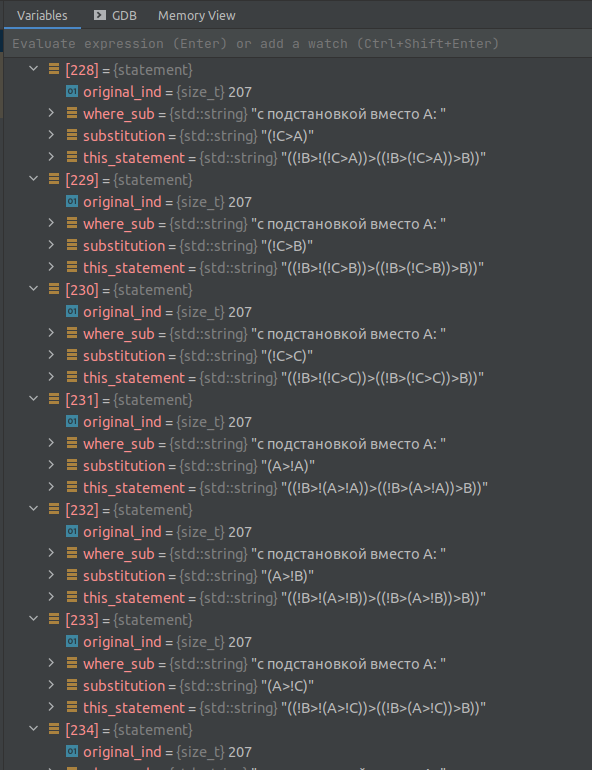 Variables GDB Memory View
Evaluate expression (Enter) or add a watch (Ctrl+Shift+Enter)
[228] = {statement}
original_ind = {size_t} 207
where_sub = {std::string} "с подстановкой вместо A: "
substitution = {std::string} "(!C>A)"
this_statement = {std::string} "((!B>!(!C>A))>((!B>(!C>A))>B))"
[229] = {statement}
original_ind = {size_t} 207
where_sub = {std::string} "с подстановкой вместо A: "
substitution = {std::string} "(!C>B)"
this_statement = {std::string} "((!B>!(!C>B))>((!B>(!C>B))>B))"
[230] = {statement}
original_ind = {size_t} 207
where_sub = {std::string} "с подстановкой вместо A: "
substitution = {std::string} "(!C>C)"
this_statement = {std::string} "((!B>!(!C>C))>((!B>(!C>C))>B))"
[231] = {statement}
original_ind = {size_t} 207
where_sub = {std::string} "с подстановкой вместо A: "
substitution = {std::string} "(A>!A)"
this_statement = {std::string} "((!B>!(A>!A))>((!B>(A>!A))>B))"
[232] = {statement}
original_ind = {size_t} 207
where_sub = {std::string} "с подстановкой вместо A: "
substitution = {std::string} "(A>!B)"
this_statement = {std::string} "((!B>!(A>!B))>((!B>(A>!B))>B))"
[233] = {statement}
original_ind = {size_t} 207
where_sub = {std::string} "с подстановкой вместо A: "
substitution = {std::string} "(A>!C)"
this_statement = {std::string} "((!B>!(A>!C))>((!B>(A>!C))>B))"
[234] = {statement}
original_ind = {size_t} 207